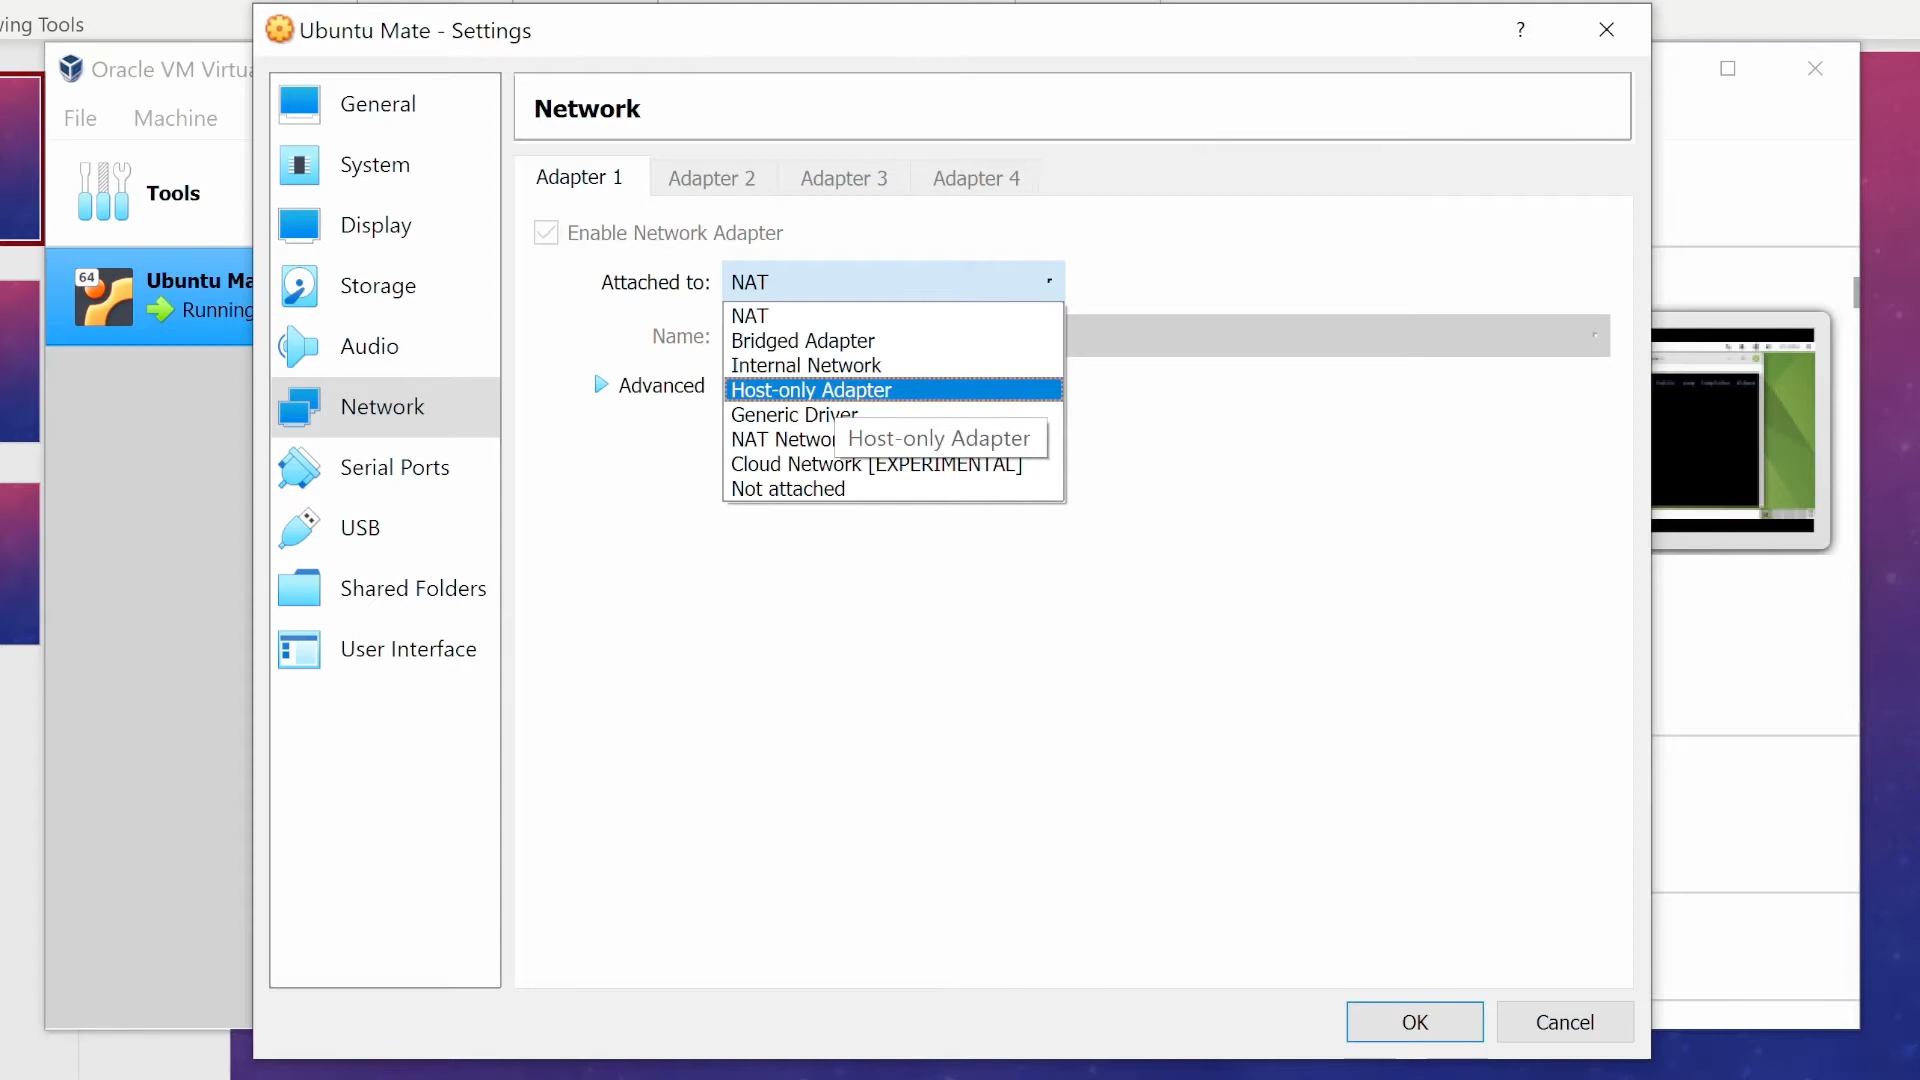 wing Tools
Ubuntu Mate - Settings
?
Oracle VM Virtua
File Machine
Tools
64
Ubuntu Ma
Running
General
System
Display
Storage
Audio
Network
Serial Ports
USB
Shared Folders
User Interface
Network
Adapter 1 Adapter 2 Adapter 3 Adapter 4
Enable Network Adapter
Attached to: NAT
Name:
Advanced
NAT
Bridged Adapter
Internal Network
Host-only Adapter
Generic Driver
NAT Networ
Host-only Adapter
Cloud Network [EXPERIMENTAL]
Not attached
OK Cancel